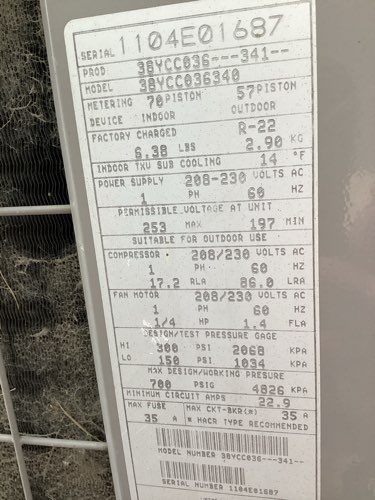 SERIAL 1104E01687
PROD 38YCC036---341--
MODEL 38YCC036340
METERING 70PISTON 57PISTON
DEVICE INDOOR OUTDOOR
FACTORY CHARGED R-22
6.38 LBS 2.90 KG
INDOOR TXV SUB COOLING 14 °F
POWER SUPPLY 208-230 VOLTS AC
1 PH 60 HZ
PERMISSIBLE VOLTAGE AT UNIT
253 MAX 197 MIN
SUITABLE FOR OUTDOOR USE
COMPRESSOR 208/230 VOLTS AC
1 PH 60 HZ
17.2 RLA 86.0 LRA
FAN MOTOR 208/230 VOLTS AC
1 PH 60 HZ
1/4 HP 1.4 FLA
DESIGN/TEST PRESSURE GAGE
HI 300 PSI 2068 KPA
LO 150 PSI 1034 KPA
MAX DESIGN/WORKING PRESURE
700 PSIG 4826 KPA
MINIMUM CIRCUIT AMPS 22.9
MAX FUSE MAX CKT-BKR(*) 35 A
35 A * HACR TYPE RECOMMENDED
MODEL NUMBER 38YCC036---341--
SERIAL NUMBER 1104E01687